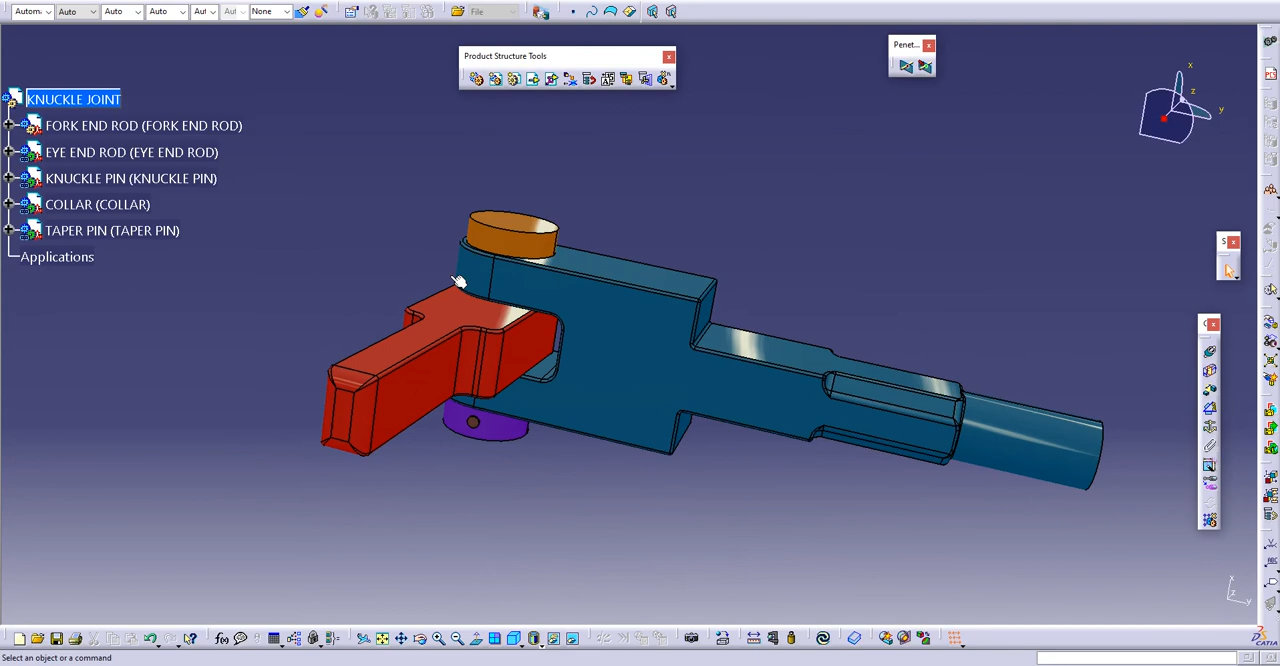 Autom
Auto
Auto
Auto
Aut
Aut
None
File
Product Structure Tools
Penet...
KNUCKLE JOINT
FORK END ROD (FORK END ROD)
EYE END ROD (EYE END ROD)
KNUCKLE PIN (KNUCKLE PIN)
COLLAR (COLLAR)
TAPER PIN (TAPER PIN)
Applications
x
z
y
S
f(x)
x
z
y
CATIA
Select an object or a command